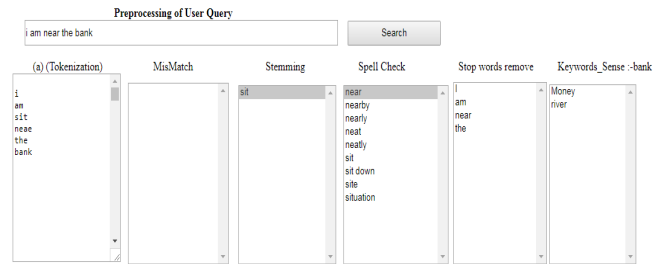 Preprocessing of User Query
i am near the bank
Search
(a) (Tokenization)
MisMatch
Stemming
Spell Check
Stop words remove
Keywords_Sense :-bank
i
am
sit
neae
the
bank
sit
near
nearby
nearly
neat
neatly
sit
sit down
site
situation
I
am
near
the
Money
river